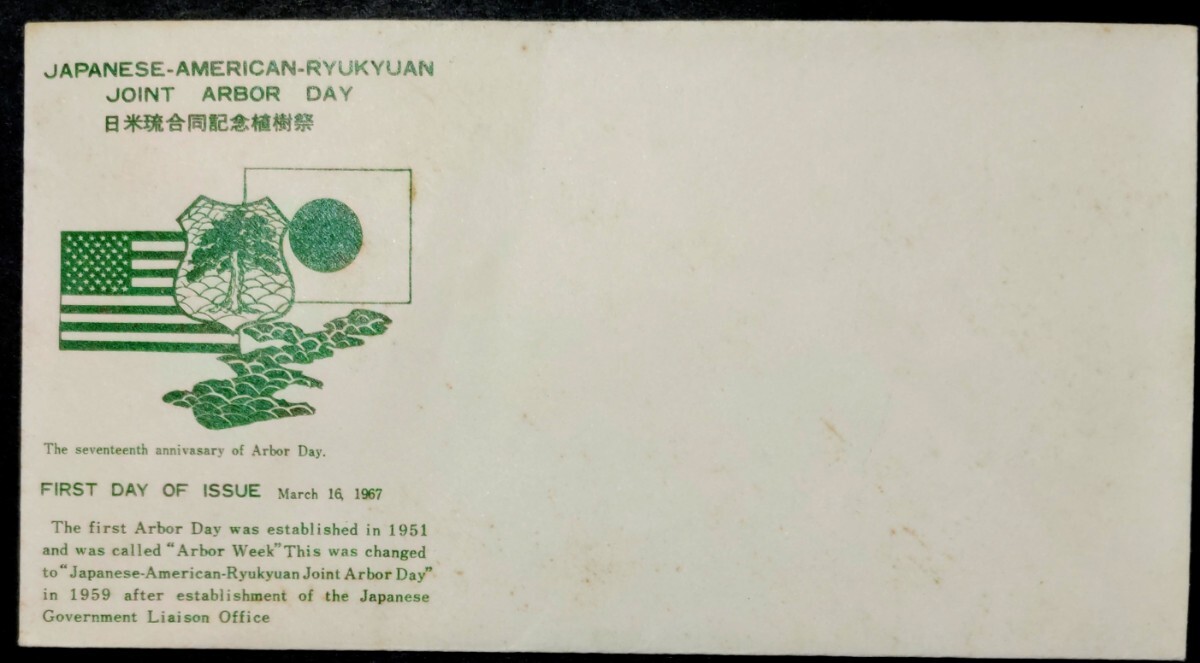 JAPANESE-AMERICAN-RYUKYUAN
JOINT ARBOR DAY
日米琉合同記念植樹祭
The seventeenth annivasary of Arbor Day.
FIRST DAY OF ISSUE March 16, 1967
The first Arbor Day was established in 1951
and was called "Arbor Week" This was changed
to "Japanese-American-Ryukyuan Joint Arbor Day"
in 1959 after establishment of the Japanese
Government Liaison Office